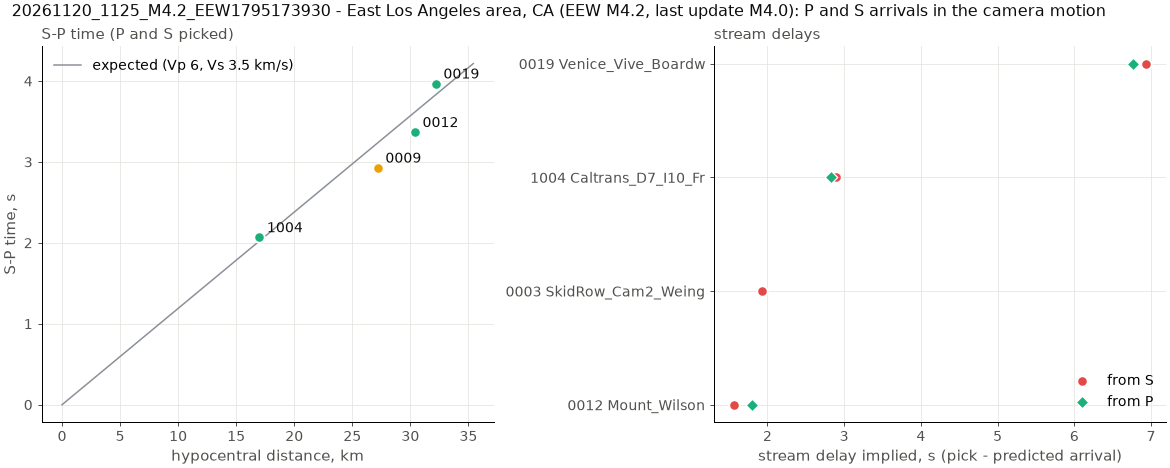 20261120_1125_M4.2_EEW1795173930 - East Los Angeles area, CA (EEW M4.2, last update M4.0): P and S arrivals in the camera motion
S-P time (P and S picked)
expected (Vp 6, Vs 3.5 km/s)
0019
0012
0009
1004
4
3
2
1
0
S-P time, s
0 5 10 15 20 25 30 35
hypocentral distance, km
stream delays
0019 Venice_Vive_Boardw
1004 Caltrans_D7_I10_Fr
0003 SkidRow_Cam2_Weing
0012 Mount_Wilson
from S
from P
2 3 4 5 6 7
stream delay implied, s (pick - predicted arrival)